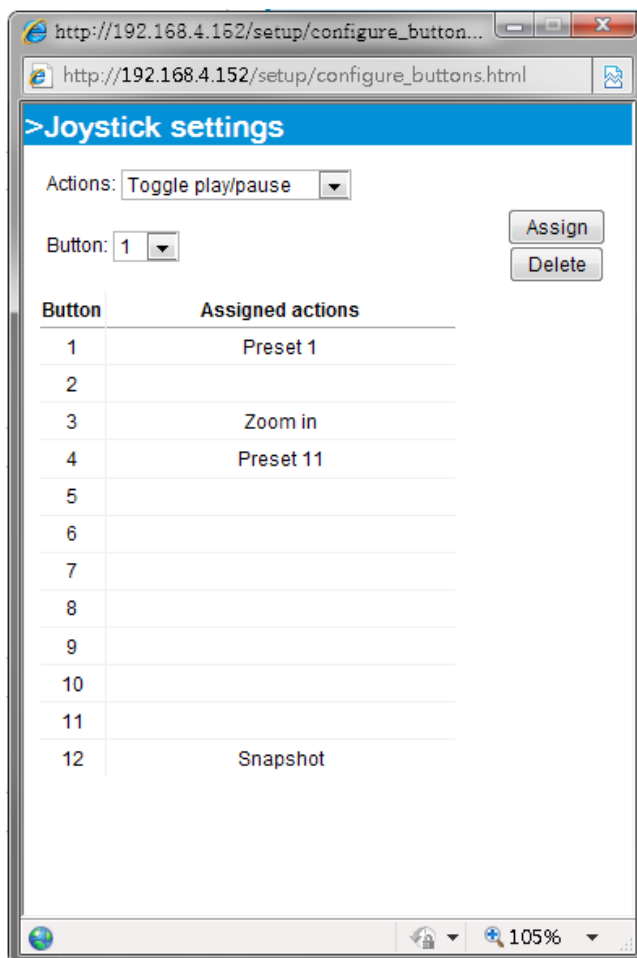 http://192.168.4.152/setup/configure_button...
http://192.168.4.152/setup/configure_buttons.html
>Joystick settings
Actions: Toggle play/pause
Button: 1
Assign
Delete
Button Assigned actions
1 Preset 1
2
3 Zoom in
4 Preset 11
5
6
7
8
9
10
11
12 Snapshot
105%